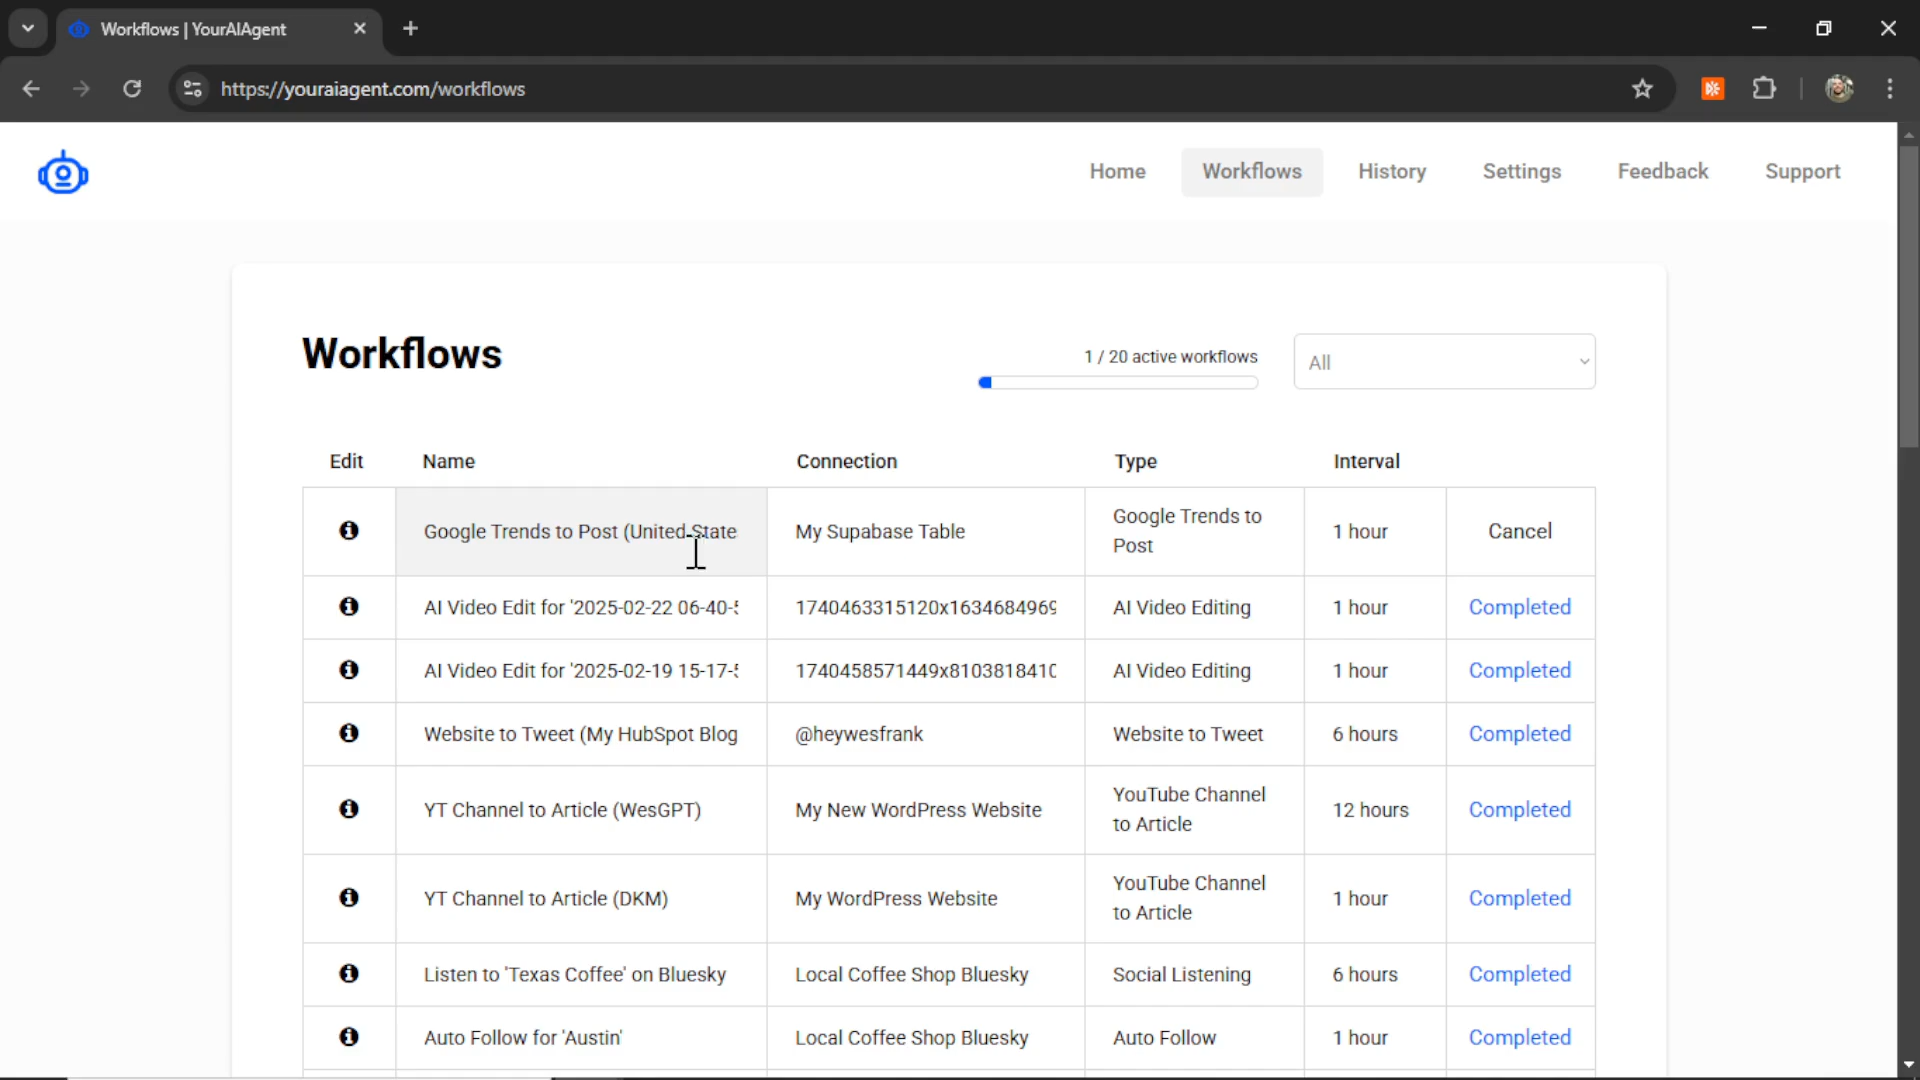 Workflows | YourAIAgent
https://youraiagent.com/workflows
Home
Workflows
History
Settings
Feedback
Support
Workflows
1 / 20 active workflows
All
Edit
Name
Connection
Type
Interval
Google Trends to Post (United State
My Supabase Table
Google Trends to
Post
1 hour
Cancel
AI Video Edit for '2025-02-22 06-40-5
1740463315120x1634684969
AI Video Editing
1 hour
Completed
AI Video Edit for '2025-02-19 15-17-5
1740458571449x8103818410
AI Video Editing
1 hour
Completed
Website to Tweet (My HubSpot Blog
@heywesfrank
Website to Tweet
6 hours
Completed
YT Channel to Article (WesGPT)
My New WordPress Website
YouTube Channel
to Article
12 hours
Completed
YT Channel to Article (DKM)
My WordPress Website
YouTube Channel
to Article
1 hour
Completed
Listen to 'Texas Coffee' on Bluesky
Local Coffee Shop Bluesky
Social Listening
6 hours
Completed
Auto Follow for 'Austin'
Local Coffee Shop Bluesky
Auto Follow
1 hour
Completed